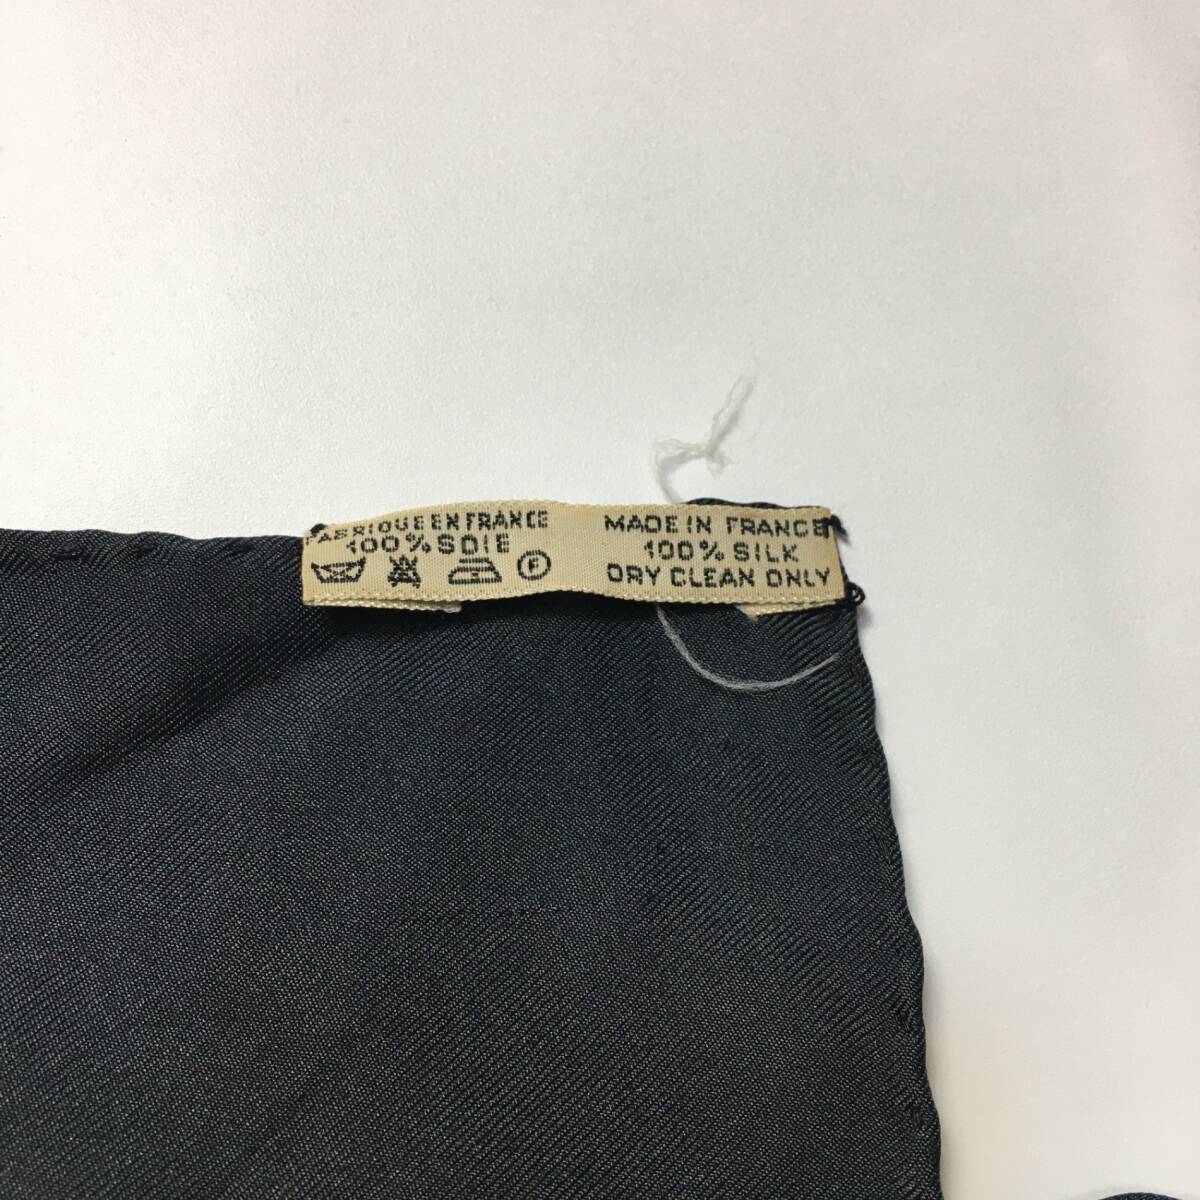 FABRIQUE EN FRANCE
100% SOIE
F
MADE IN FRANCE
100% SILK
DRY CLEAN ONLY